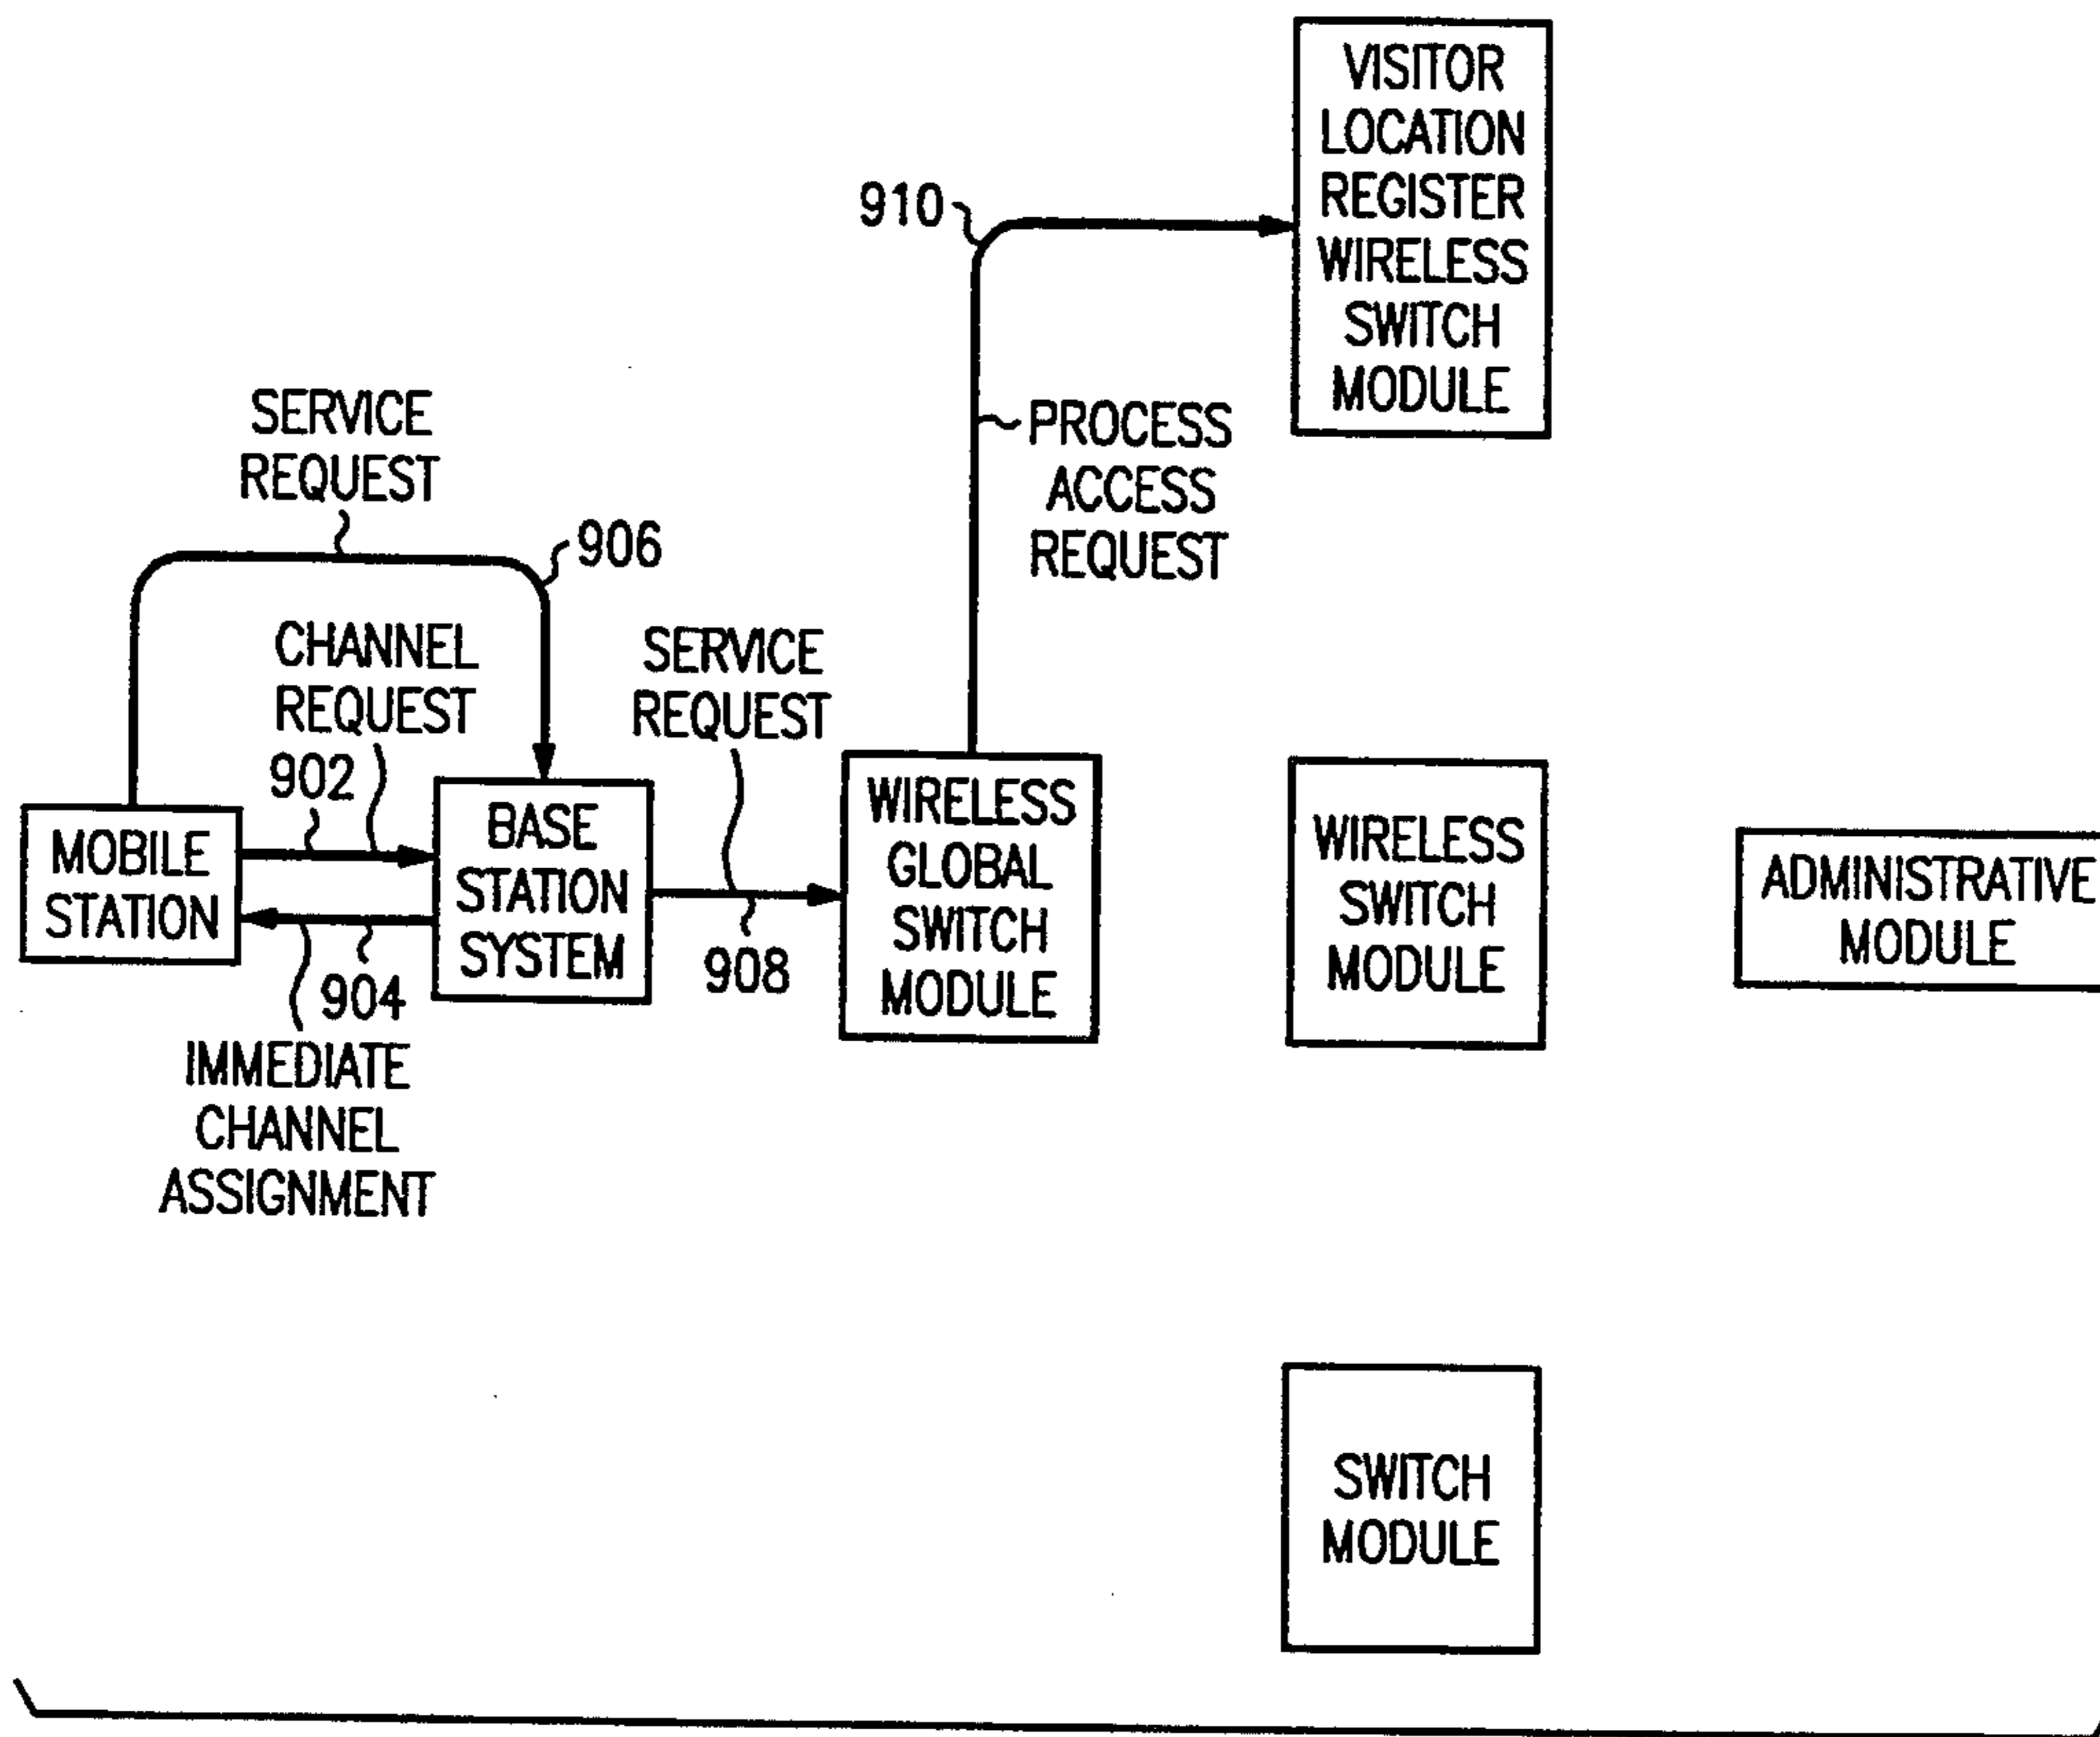 VISITOR
LOCATION
REGISTER
WIRELESS
SWITCH
MODULE
910
PROCESS
ACCESS
REQUEST
SERVICE
REQUEST
906
CHANNEL
REQUEST
902
SERVICE
REQUEST
MOBILE
STATION
BASE
STATION
SYSTEM
904
IMMEDIATE
CHANNEL
ASSIGNMENT
908
WIRELESS
GLOBAL
SWITCH
MODULE
WIRELESS
SWITCH
MODULE
ADMINISTRATIVE
MODULE
SWITCH
MODULE